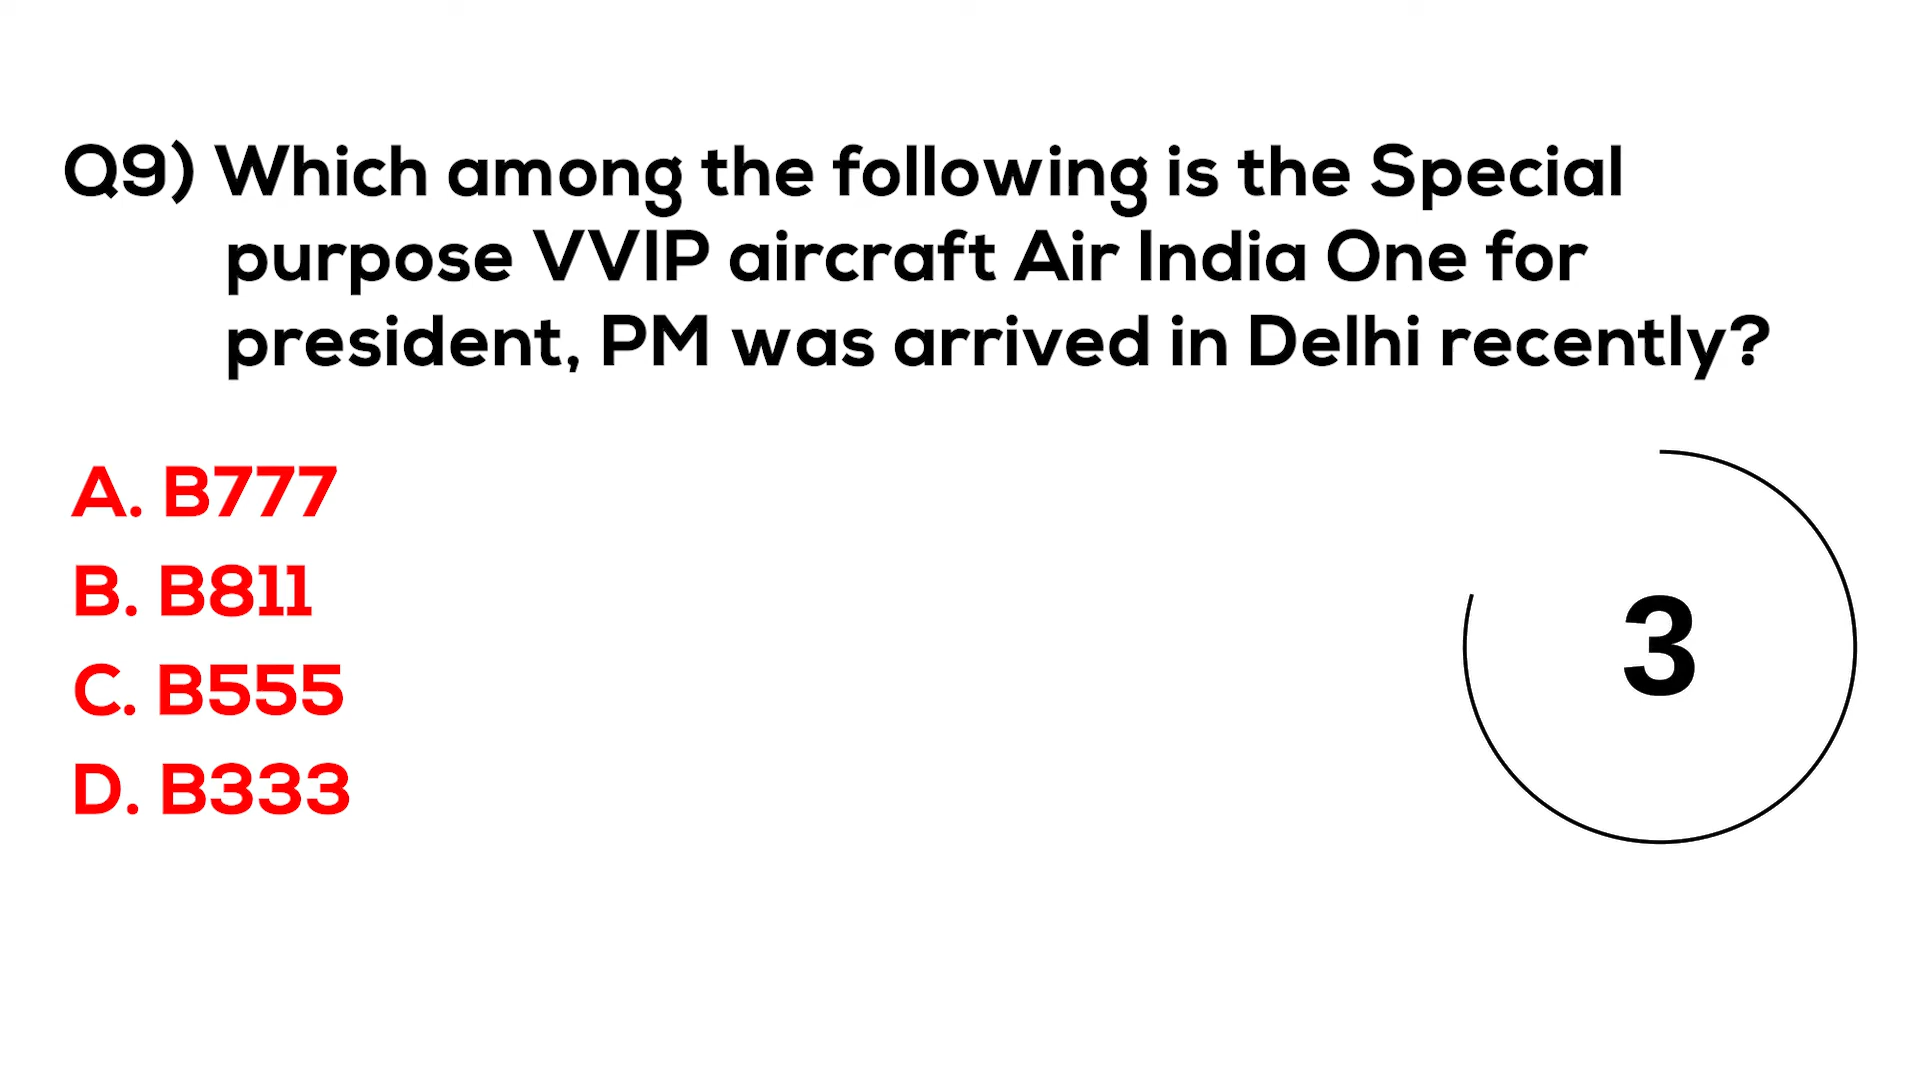 Q9) Which among the following is the Special
purpose VVIP aircraft Air India One for
president, PM was arrived in Delhi recently?
A. B777
B. B811
C. B555
D. B333
3